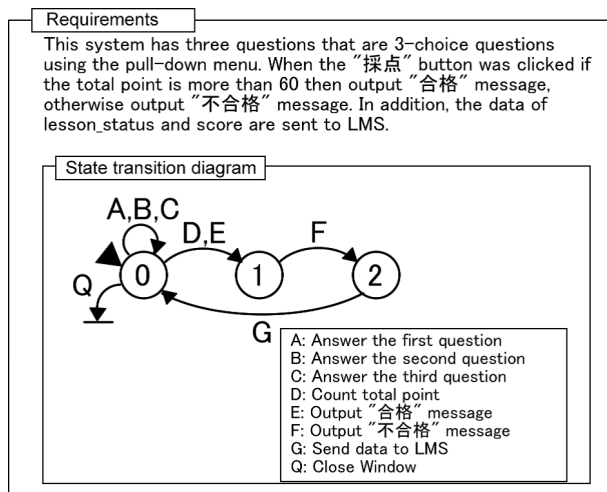 Requirements
This system has three questions that are 3-choice questions
using the pull-down menu. When the "採点" button was clicked if
the total point is more than 60 then output "合格" message,
otherwise output "不合格" message. In addition, the data of
lesson_status and score are sent to LMS.
State transition diagram
A,B,C
D,E
F
Q
0
1
2
G
A: Answer the first question
B: Answer the second question
C: Answer the third question
D: Count total point
E: Output "合格" message
F: Output "不合格" message
G: Send data to LMS
Q: Close Window